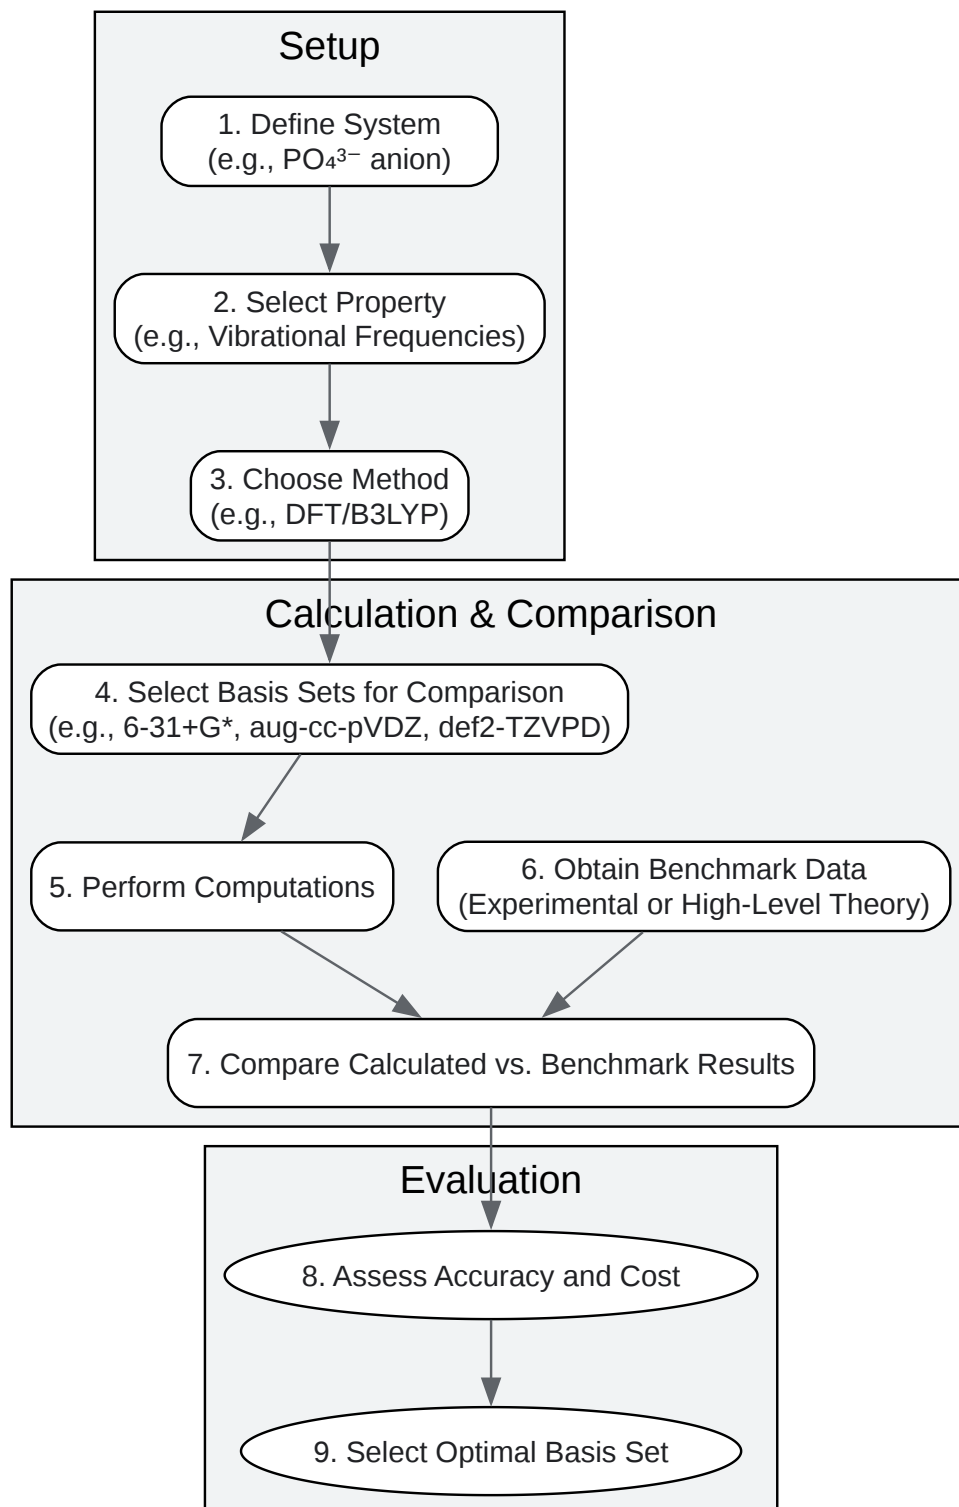 Setup
1. Define System
(e.g., PO₄³⁻ anion)
2. Select Property
(e.g., Vibrational Frequencies)
3. Choose Method
(e.g., DFT/B3LYP)
Calculation & Comparison
4. Select Basis Sets for Comparison
(e.g., 6-31+G*, aug-cc-pVDZ, def2-TZVPD)
5. Perform Computations
6. Obtain Benchmark Data
(Experimental or High-Level Theory)
7. Compare Calculated vs. Benchmark Results
Evaluation
8. Assess Accuracy and Cost
9. Select Optimal Basis Set